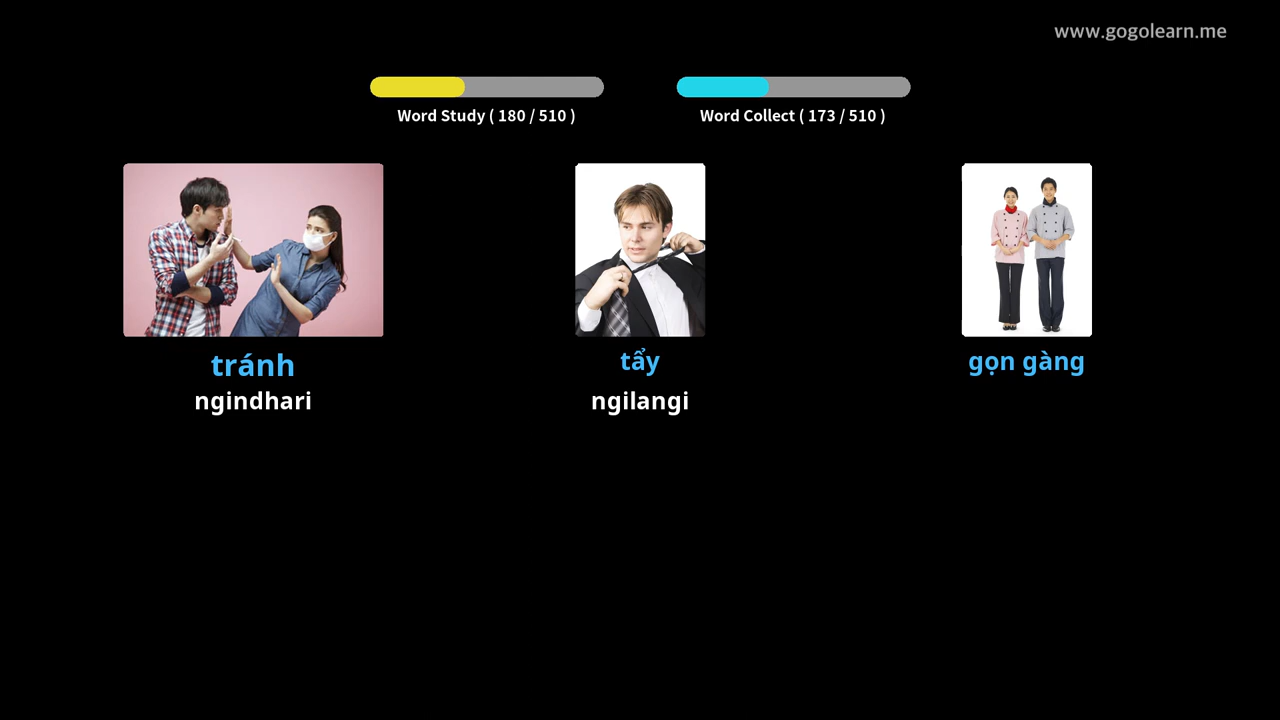 www.gogolearn.me
Word Study ( 180 / 510 )
Word Collect ( 173 / 510 )
tránh
ngindhari
tẩy
ngilangi
gọn gàng